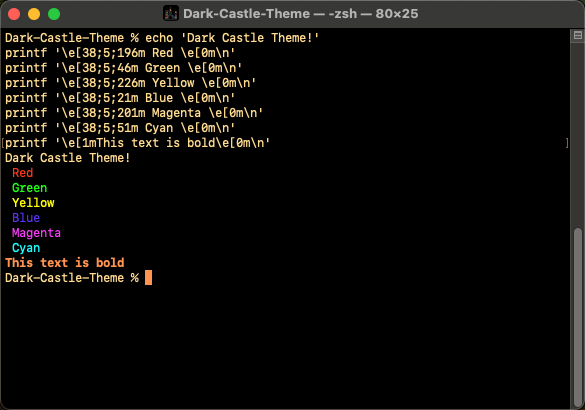 Dark-Castle-Theme — -zsh — 80×25
Dark-Castle-Theme % echo 'Dark Castle Theme!'
printf '\e[38;5;196m Red \e[0m\n'
printf '\e[38;5;46m Green \e[0m\n'
printf '\e[38;5;226m Yellow \e[0m\n'
printf '\e[38;5;21m Blue \e[0m\n'
printf '\e[38;5;201m Magenta \e[0m\n'
printf '\e[38;5;51m Cyan \e[0m\n'
[printf '\e[1mThis text is bold\e[0m\n' ]
Dark Castle Theme!
Red
Green
Yellow
Blue
Magenta
Cyan
This text is bold
Dark-Castle-Theme %